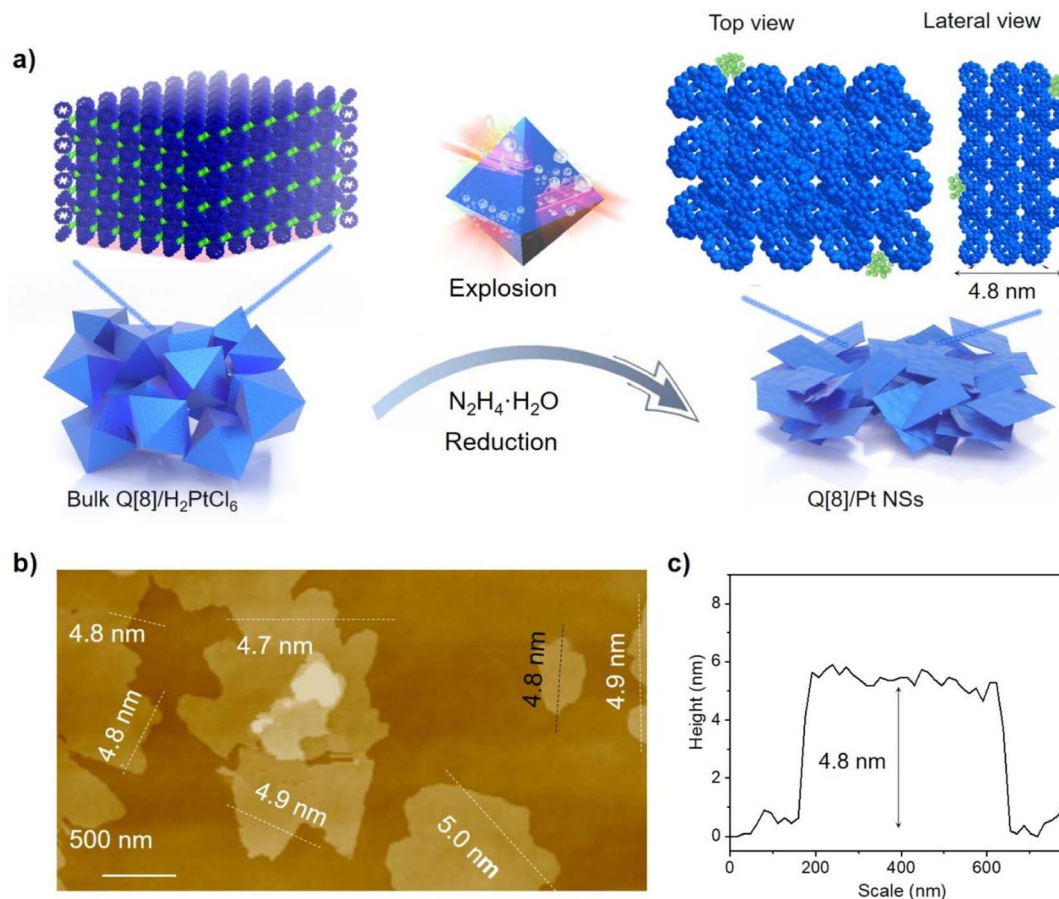 Top view
Lateral view
a)
Explosion
4.8 nm
N₂H₄·H₂O
Reduction
Bulk Q[8]/H₂PtCl₆
Q[8]/Pt NSs
b)
4.8 nm
4.7 nm
4.8 nm
4.9 nm
4.8 nm
4.9 nm
5.0 nm
500 nm
c)
Height (nm)
8
6
4
2
0
4.8 nm
0
200
400
600
Scale (nm)